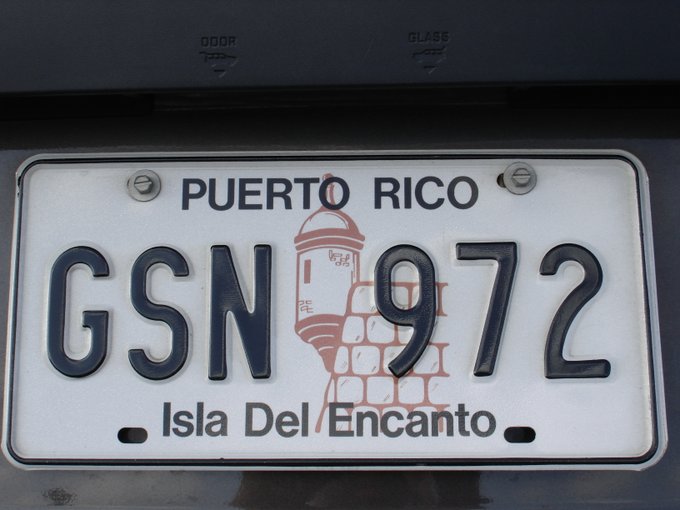 DOOR GLASS
PUERTO RICO
GSN 972
Isla Del Encanto